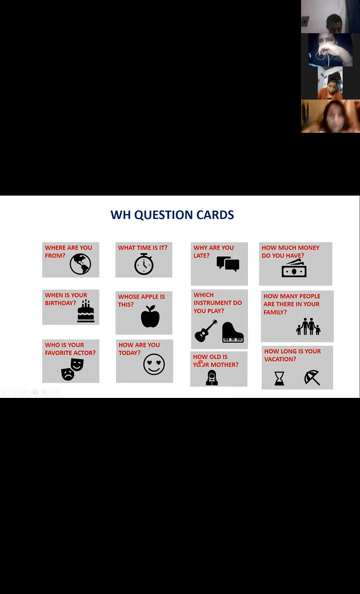 WH QUESTION CARDS
WHERE ARE YOU
FROM?
WHAT TIME IS IT?
WHY ARE YOU
LATE?
HOW MUCH MONEY
DO YOU HAVE?
WHEN IS YOUR
BIRTHDAY?
WHOSE APPLE IS
THIS?
WHICH
INSTRUMENT DO
YOU PLAY?
HOW MANY PEOPLE
ARE THERE IN YOUR
FAMILY?
WHO IS YOUR
FAVORITE ACTOR?
HOW ARE YOU
TODAY?
HOW OLD IS
YOUR MOTHER?
HOW LONG IS YOUR
VACATION?